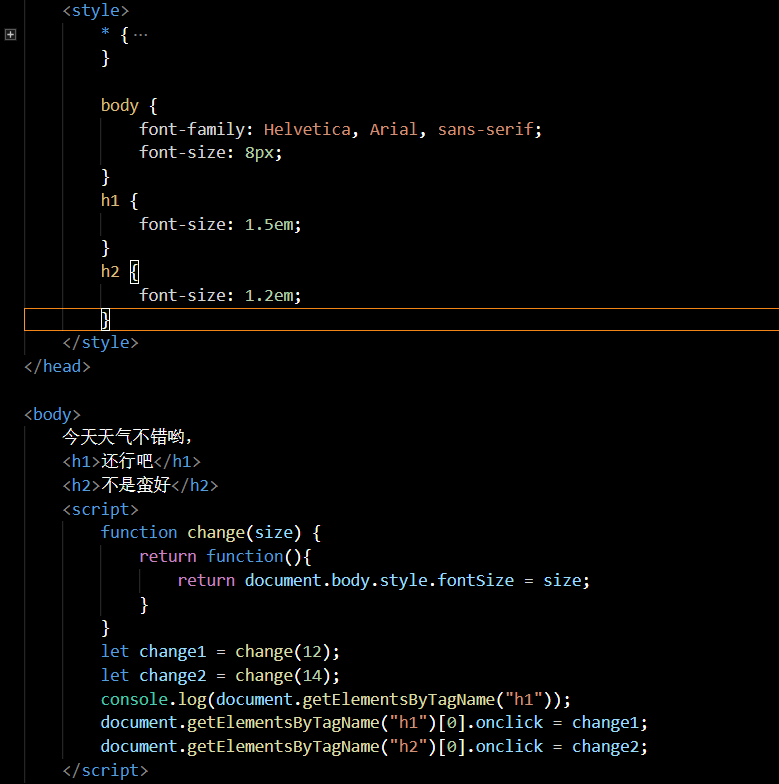 <style>
* {···
}
body {
font-family: Helvetica, Arial, sans-serif;
font-size: 8px;
}
h1 {
font-size: 1.5em;
}
h2 {
font-size: 1.2em;
}
</style>
</head>
<body>
今天天气不错哟，
<h1>还行吧</h1>
<h2>不是蛮好</h2>
<script>
function change(size) {
return function(){
return document.body.style.fontSize = size;
}
}
let change1 = change(12);
let change2 = change(14);
console.log(document.getElementsByTagName("h1"));
document.getElementsByTagName("h1")[0].onclick = change1;
document.getElementsByTagName("h2")[0].onclick = change2;
</script>